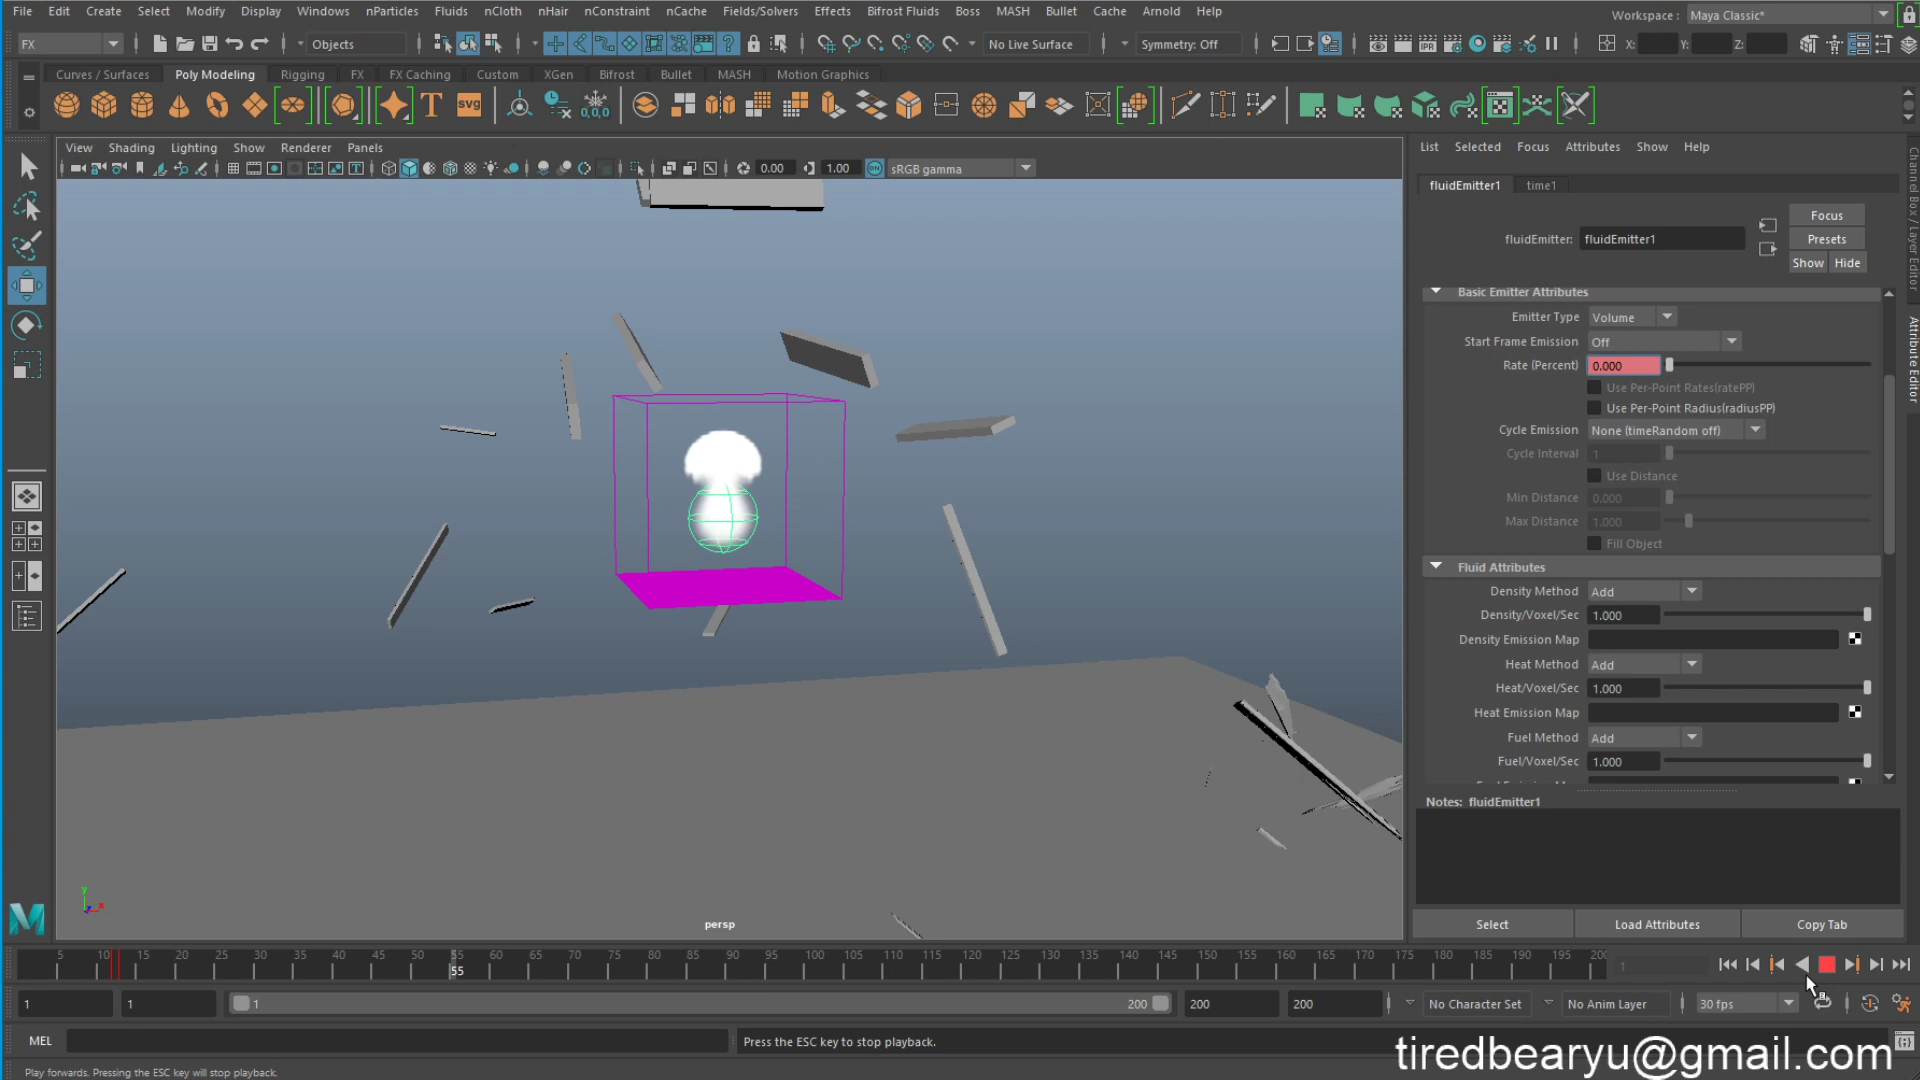 File Edit Create Select Modify Display Windows nParticles Fluids nCloth nHair nConstraint nCache Fields/Solvers Effects Bifrost Fluids Boss MASH Bullet Cache Arnold Help
Workspace : Maya Classic*
FX Objects No Live Surface Symmetry: Off X: Y: Z:
Curves / Surfaces Poly Modeling Rigging FX FX Caching Custom XGen Bifrost Bullet MASH Motion Graphics
svg 0,0,0
View Shading Lighting Show Renderer Panels
0.00 1.00 sRGB gamma
List Selected Focus Attributes Show Help
fluidEmitter1 time1
fluidEmitter: fluidEmitter1
Focus
Presets
Show Hide
Basic Emitter Attributes
Emitter Type Volume
Start Frame Emission Off
Rate (Percent) 0.000
Use Per-Point Rates(ratePP)
Use Per-Point Radius(radiusPP)
Cycle Emission None (timeRandom off)
Cycle Interval 1
Use Distance
Min Distance 0.000
Max Distance 1.000
Fill Object
Fluid Attributes
Density Method Add
Density/Voxel/Sec 1.000
Density Emission Map
Heat Method Add
Heat/Voxel/Sec 1.000
Heat Emission Map
Fuel Method Add
Fuel/Voxel/Sec 1.000
Notes: fluidEmitter1
Select Load Attributes Copy Tab
Channel Box / Layer Editor
Attribute Editor
y
x
persp
5 10 15 20 25 30 35 40 45 50 55 60 65 70 75 80 85 90 95 100 105 110 115 120 125 130 135 140 145 150 155 160 165 170 175 180 185 190 195 200
55
1
1 1 1 200 200 200 No Character Set No Anim Layer 30 fps
MEL Press the ESC key to stop playback.
Play forwards. Pressing the ESC key will stop playback.
tiredbearyu@gmail.com